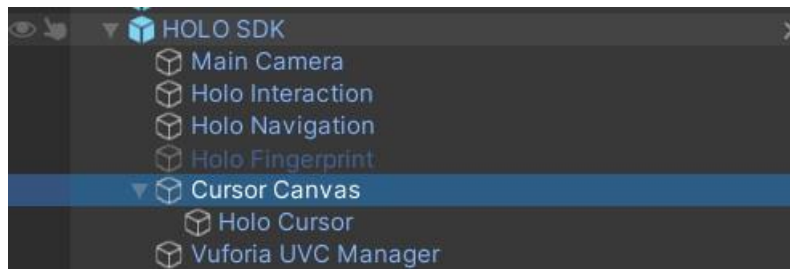 HOLO SDK
Main Camera
Holo Interaction
Holo Navigation
Holo Fingerprint
Cursor Canvas
Holo Cursor
Vuforia UVC Manager